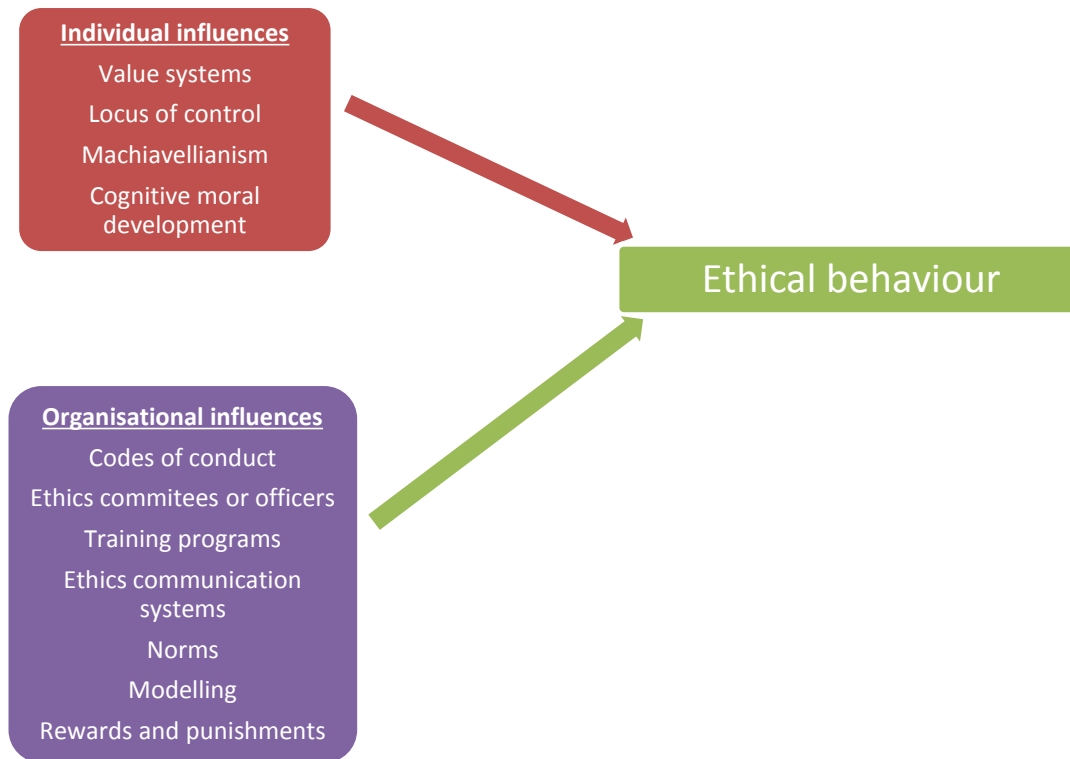 Individual influences
Value systems
Locus of control
Machiavellianism
Cognitive moral
development
Ethical behaviour
Organisational influences
Codes of conduct
Ethics commitees or officers
Training programs
Ethics communication
systems
Norms
Modelling
Rewards and punishments